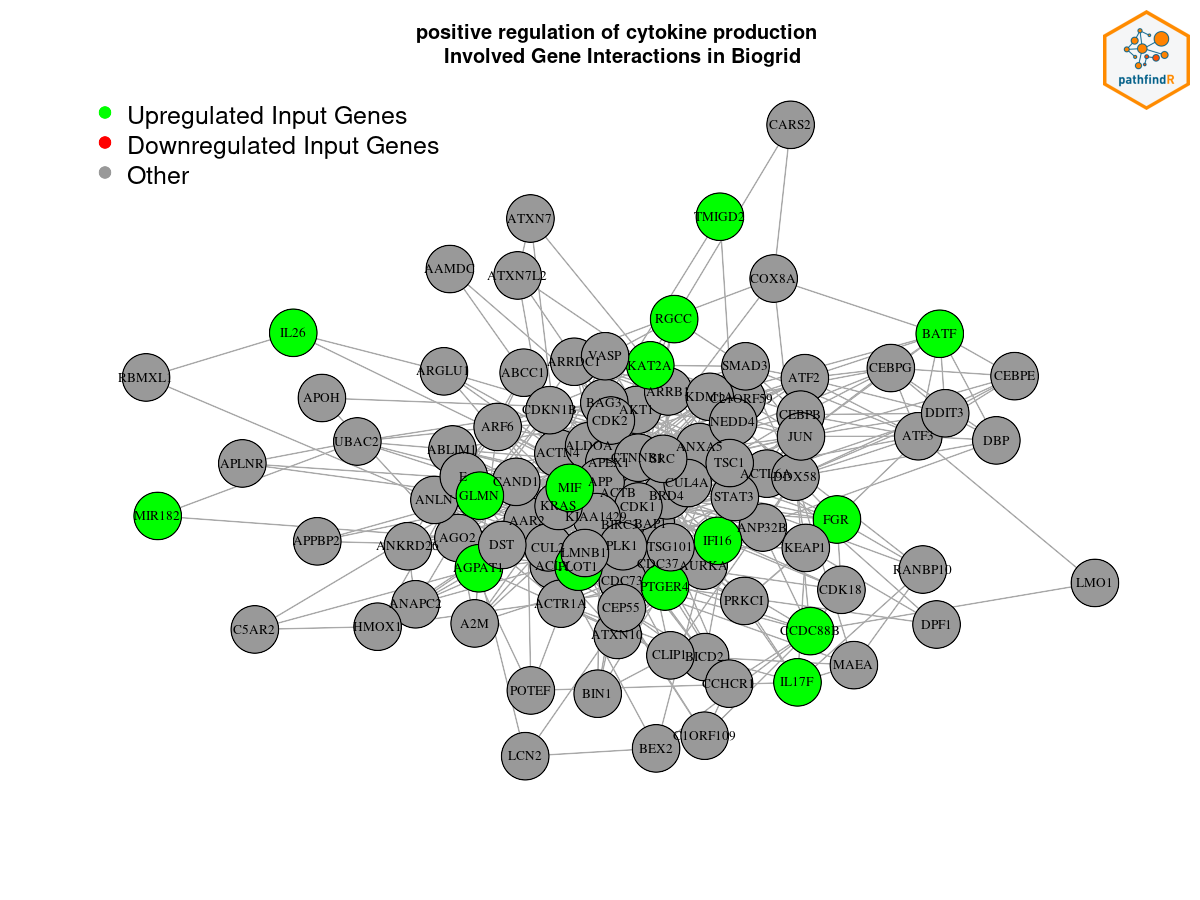 positive regulation of cytokine production
Involved Gene Interactions in Biogrid
pathfindR
Upregulated Input Genes
Downregulated Input Genes
Other
CARS2
ATXN7
TMIGD2
AAMDC
ATXN7L2
COX8A
RGCC
IL26
BATF
VASP
ARRDC1
KAT2A
SMAD3
CEBPG
RBMXL
ARGLU1
ABCC1
ATF2
CEBPE
APOH
ARRB1
KDM1A
C21ORF59
BAG3
CDKN1B
AKT1
CEBPB
DDIT3
CDK2
NEDD4
ARF6
JUN
ATF3
DBP
UBAC2
ABLIM1
ALDOA
ANXA5
ACTN4
APLNR
APEX1
CTNNB1
SRC
TSC1
E
CAND1
APP
CUL4A
ACTL6A
DDX58
MIF
GLMN
ACTB
BRD4
STAT3
ANLN
KRAS
CDK1
MIR182
AAR2
KIAA1429
BAP1
FGR
ANP32B
AGO2
APPBP2
ANKRD26
DST
PLK1
TSG101
IFI16
KEAP1
LMNB1
CDC37
AURKA
AGPAT1
RANBP10
CDC73
PTGER4
LMO1
CDK18
ANAPC2
ACTR1A
CEP55
PRKCI
C5AR2
HMOX1
A2M
DPF1
CCDC88B
ATXN10
CLIP1
BICD2
MAEA
CCHCR1
IL17F
POTEF
BIN1
C1ORF109
BEX2
LCN2